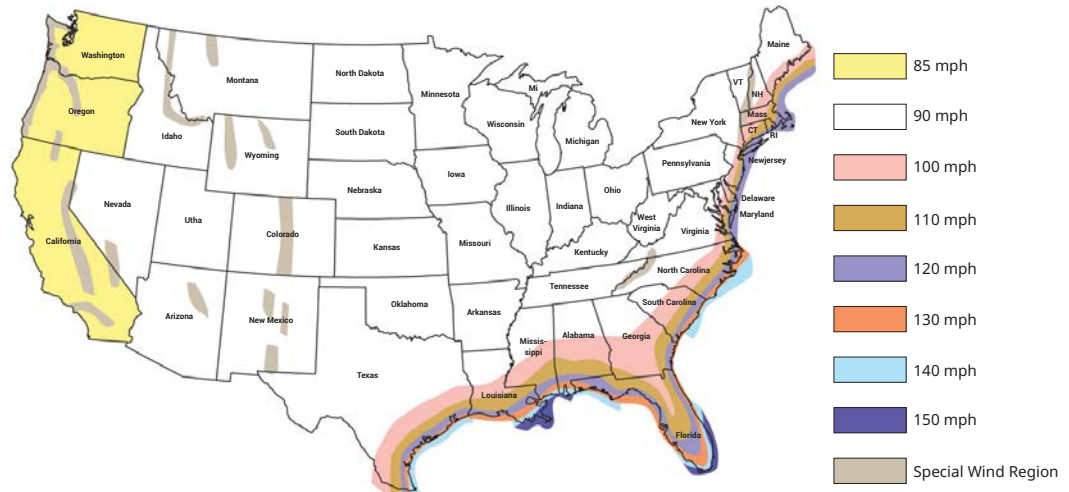 Washington
Oregon
California
Nevada
Idaho
Montana
Wyoming
Utha
Arizona
Colorado
New Mexico
North Dakota
South Dakota
Nebraska
Kansas
Oklahoma
Texas
Minnesota
Iowa
Missouri
Arkansas
Louisiana
Wisconsin
Illinois
Mi
Michigan
Indiana
Ohio
Kentucky
Tennessee
Missis-
sippi
Alabama
Georgia
Florida
South Carolina
North Carolina
Virginia
West
Virginia
Pennsylvania
New York
VT
NH
Maine
Mass
CT
RI
Newjersey
Delaware
Maryland
85 mph
90 mph
100 mph
110 mph
120 mph
130 mph
140 mph
150 mph
Special Wind Region